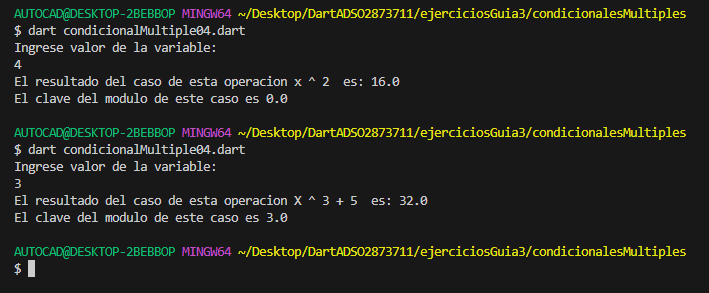 AUTOCAD@DESKTOP-2BEBBOP MINGW64 ~/Desktop/DartADSO2873711/ejerciciosGuia3/condicionalesMultiples
$ dart condicionalMultiple04.dart
Ingrese valor de la variable:
4
El resultado del caso de esta operacion x ^ 2  es: 16.0
El clave del modulo de este caso es 0.0
AUTOCAD@DESKTOP-2BEBBOP MINGW64 ~/Desktop/DartADSO2873711/ejerciciosGuia3/condicionalesMultiples
$ dart condicionalMultiple04.dart
Ingrese valor de la variable:
3
El resultado del caso de esta operacion X ^ 3 + 5  es: 32.0
El clave del modulo de este caso es 3.0
AUTOCAD@DESKTOP-2BEBBOP MINGW64 ~/Desktop/DartADSO2873711/ejerciciosGuia3/condicionalesMultiples
$